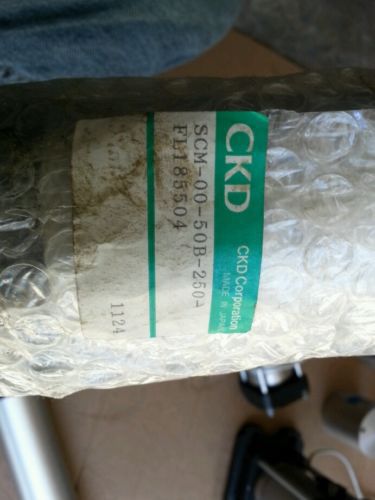 CKD
CKD Corporation
MADE IN JAPAN
SCM-00-50B-250-
FL185504
1124